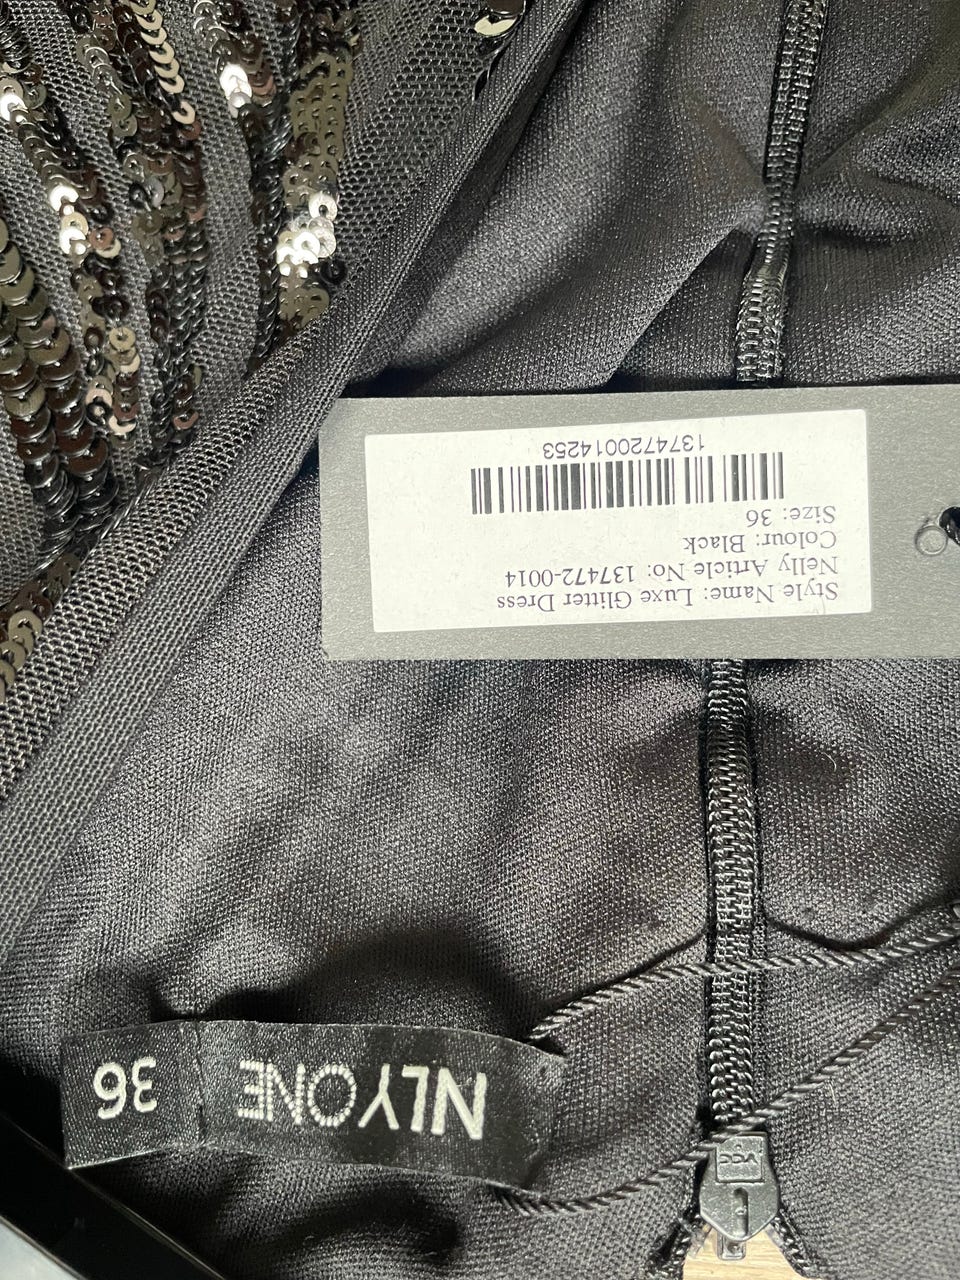 Style Name: Luxe Glitter Dress
Nelly Article No: 137472-0014
Colour: Black
Size: 36
1374720014253
NLYONE
36